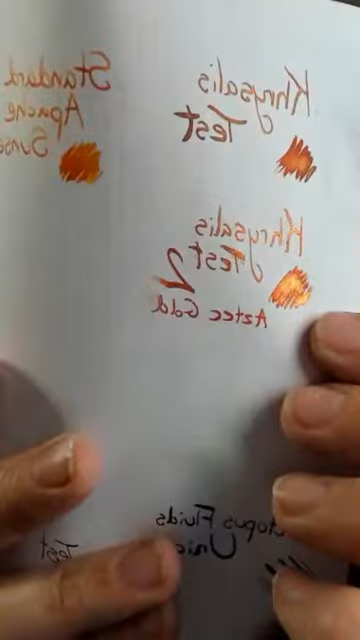 Khrysalis
Test
Khrysalis
Test 2
Aztec Gold
Standard
Apache
Fluids
Test